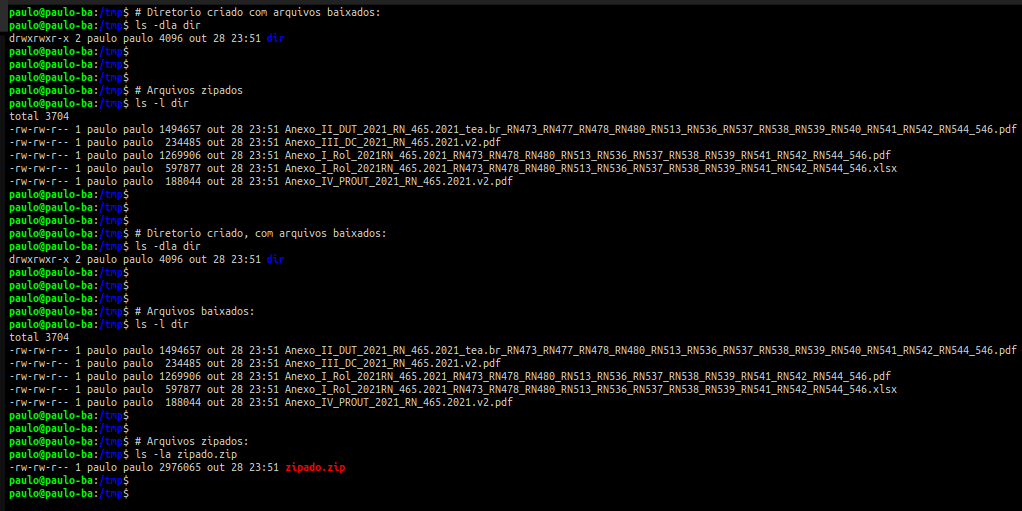 paulo@paulo-ba:/tmp$ # Diretorio criado com arquivos baixados:
paulo@paulo-ba:/tmp$ ls -dla dir
drwxrwxr-x 2 paulo paulo 4096 out 28 23:51 dir
paulo@paulo-ba:/tmp$
paulo@paulo-ba:/tmp$
paulo@paulo-ba:/tmp$
paulo@paulo-ba:/tmp$ # Arquivos zipados
paulo@paulo-ba:/tmp$ ls -l dir
total 3704
-rw-rw-r-- 1 paulo paulo 1494657 out 28 23:51 Anexo_II_DUT_2021_RN_465.2021_tea.br_RN473_RN477_RN478_RN480_RN513_RN536_RN537_RN538_RN539_RN540_RN541_RN542_RN544_546.pdf
-rw-rw-r-- 1 paulo paulo  234485 out 28 23:51 Anexo_III_DC_2021_RN_465.2021.v2.pdf
-rw-rw-r-- 1 paulo paulo 1269906 out 28 23:51 Anexo_I_Rol_2021RN_465.2021_RN473_RN478_RN480_RN513_RN536_RN537_RN538_RN539_RN541_RN542_RN544_546.pdf
-rw-rw-r-- 1 paulo paulo  597877 out 28 23:51 Anexo_I_Rol_2021RN_465.2021_RN473_RN478_RN480_RN513_RN536_RN537_RN538_RN539_RN541_RN542_RN544_546.xlsx
-rw-rw-r-- 1 paulo paulo  188044 out 28 23:51 Anexo_IV_PROUT_2021_RN_465.2021.v2.pdf
paulo@paulo-ba:/tmp$
paulo@paulo-ba:/tmp$
paulo@paulo-ba:/tmp$
paulo@paulo-ba:/tmp$ # Diretorio criado, com arquivos baixados:
paulo@paulo-ba:/tmp$ ls -dla dir
drwxrwxr-x 2 paulo paulo 4096 out 28 23:51 dir
paulo@paulo-ba:/tmp$
paulo@paulo-ba:/tmp$
paulo@paulo-ba:/tmp$
paulo@paulo-ba:/tmp$ # Arquivos baixados:
paulo@paulo-ba:/tmp$ ls -l dir
total 3704
-rw-rw-r-- 1 paulo paulo 1494657 out 28 23:51 Anexo_II_DUT_2021_RN_465.2021_tea.br_RN473_RN477_RN478_RN480_RN513_RN536_RN537_RN538_RN539_RN540_RN541_RN542_RN544_546.pdf
-rw-rw-r-- 1 paulo paulo  234485 out 28 23:51 Anexo_III_DC_2021_RN_465.2021.v2.pdf
-rw-rw-r-- 1 paulo paulo 1269906 out 28 23:51 Anexo_I_Rol_2021RN_465.2021_RN473_RN478_RN480_RN513_RN536_RN537_RN538_RN539_RN541_RN542_RN544_546.pdf
-rw-rw-r-- 1 paulo paulo  597877 out 28 23:51 Anexo_I_Rol_2021RN_465.2021_RN473_RN478_RN480_RN513_RN536_RN537_RN538_RN539_RN541_RN542_RN544_546.xlsx
-rw-rw-r-- 1 paulo paulo  188044 out 28 23:51 Anexo_IV_PROUT_2021_RN_465.2021.v2.pdf
paulo@paulo-ba:/tmp$
paulo@paulo-ba:/tmp$
paulo@paulo-ba:/tmp$ # Arquivos zipados:
paulo@paulo-ba:/tmp$ ls -la zipado.zip
-rw-rw-r-- 1 paulo paulo 2976065 out 28 23:51 zipado.zip
paulo@paulo-ba:/tmp$
paulo@paulo-ba:/tmp$